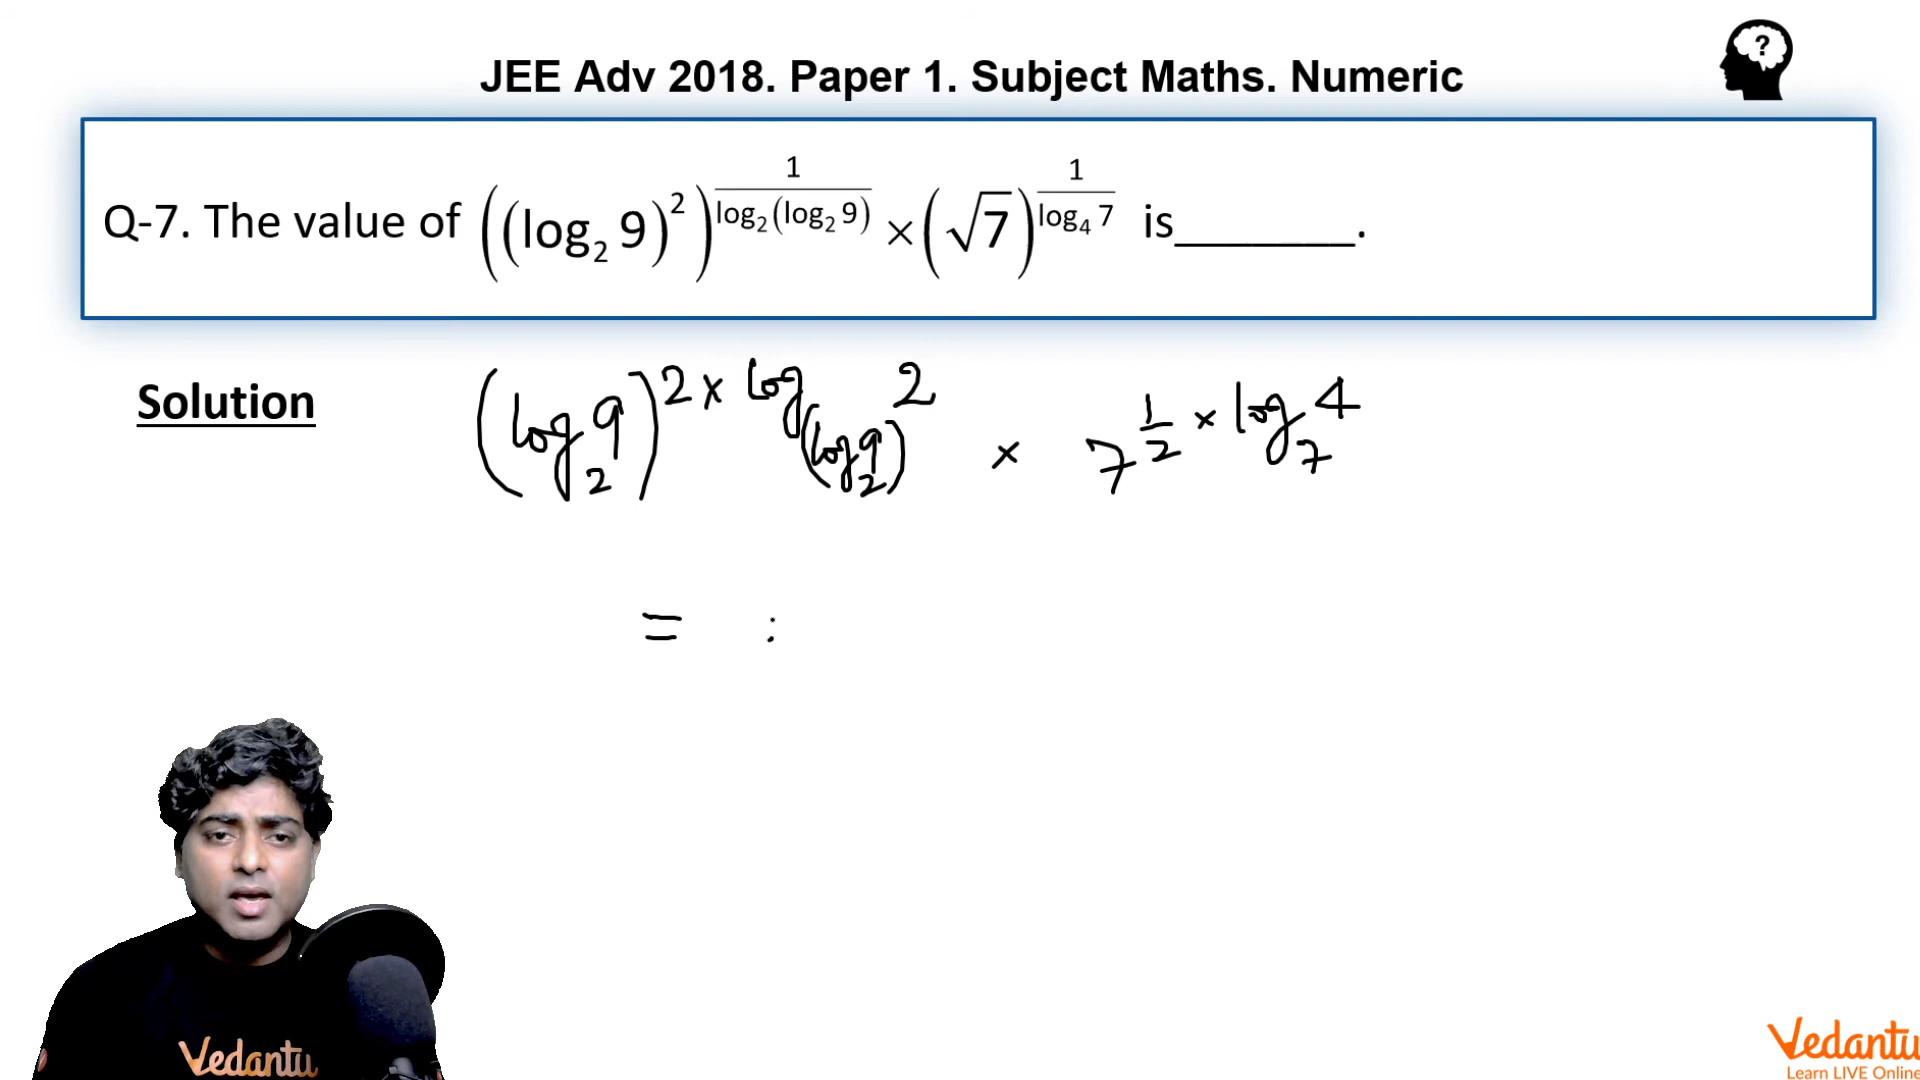 ?
JEE Adv 2018. Paper 1. Subject Maths. Numeric
Q-7. The value of ((log₂ 9)²)^(1/(log₂(log₂ 9))) × (√7)^(1/(log₄ 7)) is_______.
Solution
(log₂ 9)^(2 × log_(log₂ 9) 2) × 7^(1/2 × log₇ 4)
= :
Vedantu
Vedantu
Learn LIVE Online